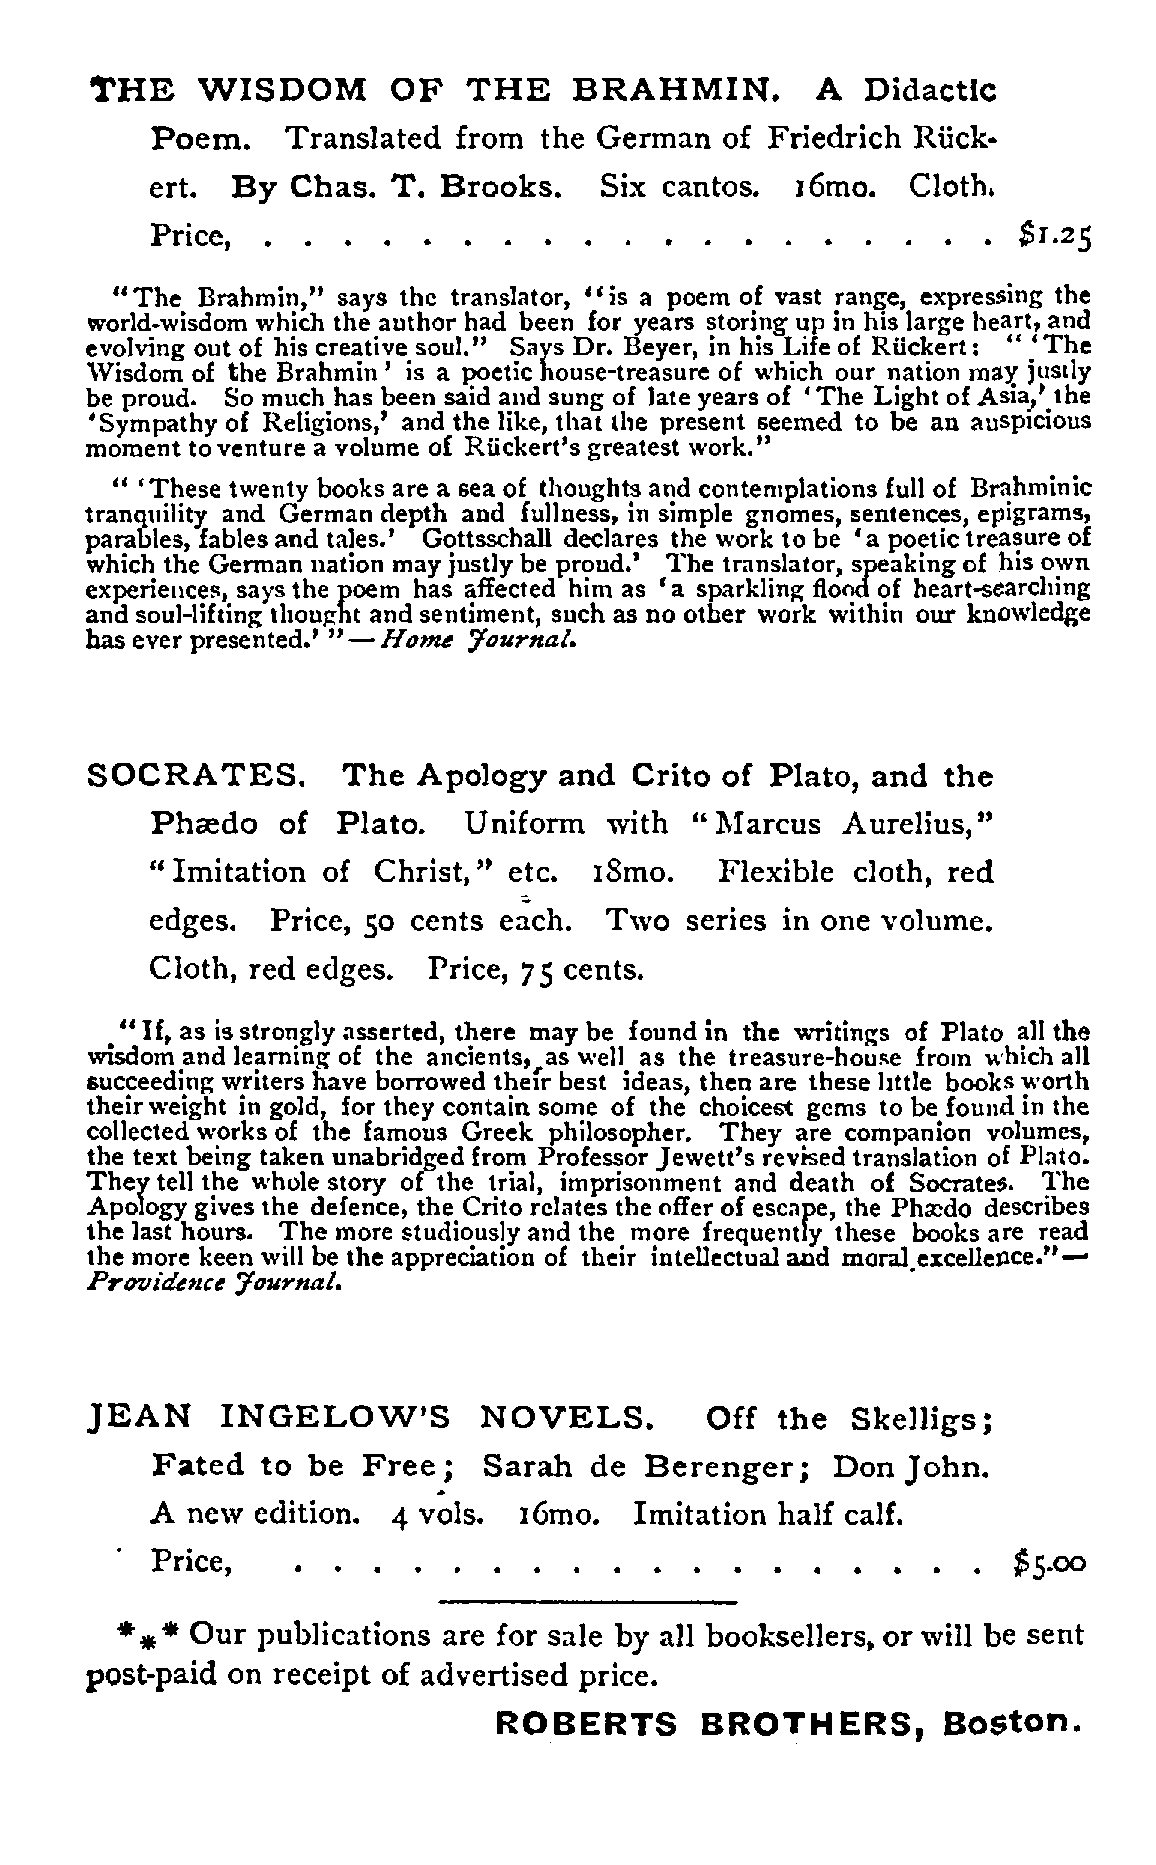 THE WISDOM OF THE BRAHMIN. A Didactic
Poem. Translated from the German of Friedrich Rück-
ert. By Chas. T. Brooks. Six cantos. 16mo. Cloth.
Price, . . . . . . . . . . . . . . . . . . . $1.25
"The Brahmin," says the translator, "is a poem of vast range, expressing the
world-wisdom which the author had been for years storing up in his large heart, and
evolving out of his creative soul." Says Dr. Beyer, in his Life of Rückert: "'The
Wisdom of the Brahmin' is a poetic house-treasure of which our nation may justly
be proud. So much has been said and sung of late years of 'The Light of Asia,' the
'Sympathy of Religions,' and the like, that the present seemed to be an auspicious
moment to venture a volume of Rückert's greatest work."
"'These twenty books are a sea of thoughts and contemplations full of Brahminic
tranquility and German depth and fullness, in simple gnomes, sentences, epigrams,
parables, fables and tales.' Gottsschall declares the work to be 'a poetic treasure of
which the German nation may justly be proud.' The translator, speaking of his own
experiences, says the poem has affected him as 'a sparkling flood of heart-searching
and soul-lifting thought and sentiment, such as no other work within our knowledge
has ever presented.'"—Home Journal.
SOCRATES. The Apology and Crito of Plato, and the
Phædo of Plato. Uniform with "Marcus Aurelius,"
"Imitation of Christ," etc. 18mo. Flexible cloth, red
edges. Price, 50 cents each. Two series in one volume.
Cloth, red edges. Price, 75 cents.
"If, as is strongly asserted, there may be found in the writings of Plato all the
wisdom and learning of the ancients, as well as the treasure-house from which all
succeeding writers have borrowed their best ideas, then are these little books worth
their weight in gold, for they contain some of the choicest gems to be found in the
collected works of the famous Greek philosopher. They are companion volumes,
the text being taken unabridged from Professor Jewett's revised translation of Plato.
They tell the whole story of the trial, imprisonment and death of Socrates. The
Apology gives the defence, the Crito relates the offer of escape, the Phædo describes
the last hours. The more studiously and the more frequently these books are read
the more keen will be the appreciation of their intellectual and moral excellence."—
Providence Journal.
JEAN INGELOW'S NOVELS. Off the Skelligs;
Fated to be Free; Sarah de Berenger; Don John.
A new edition. 4 vols. 16mo. Imitation half calf.
Price, . . . . . . . . . . . . . . . . . . $5.00
*** Our publications are for sale by all booksellers, or will be sent
post-paid on receipt of advertised price.
ROBERTS BROTHERS, Boston.